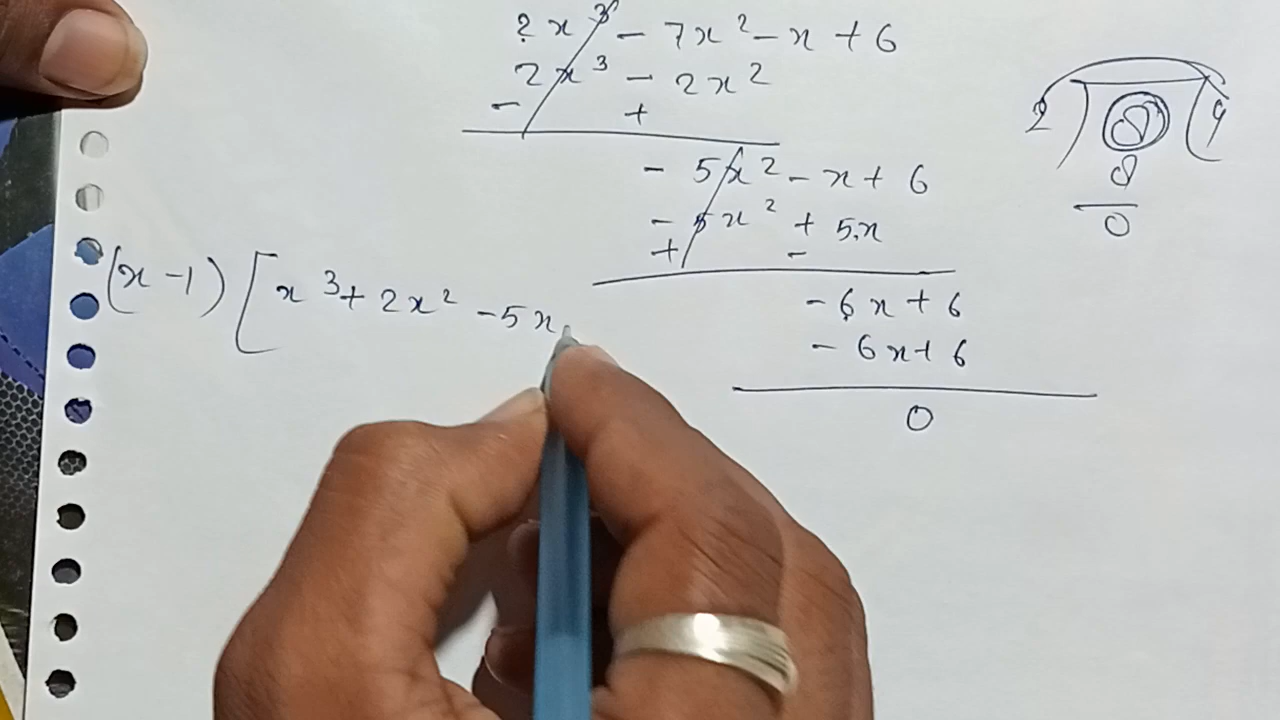 2x³ - 7x² - x + 6
2x³ - 2x²
- +
- 5x² - x + 6
- 5x² + 5x
+ -
- 6x + 6
- 6x + 6
0
2 ) 8 ( 4
8
0
(x - 1) [ x³ + 2x² - 5x